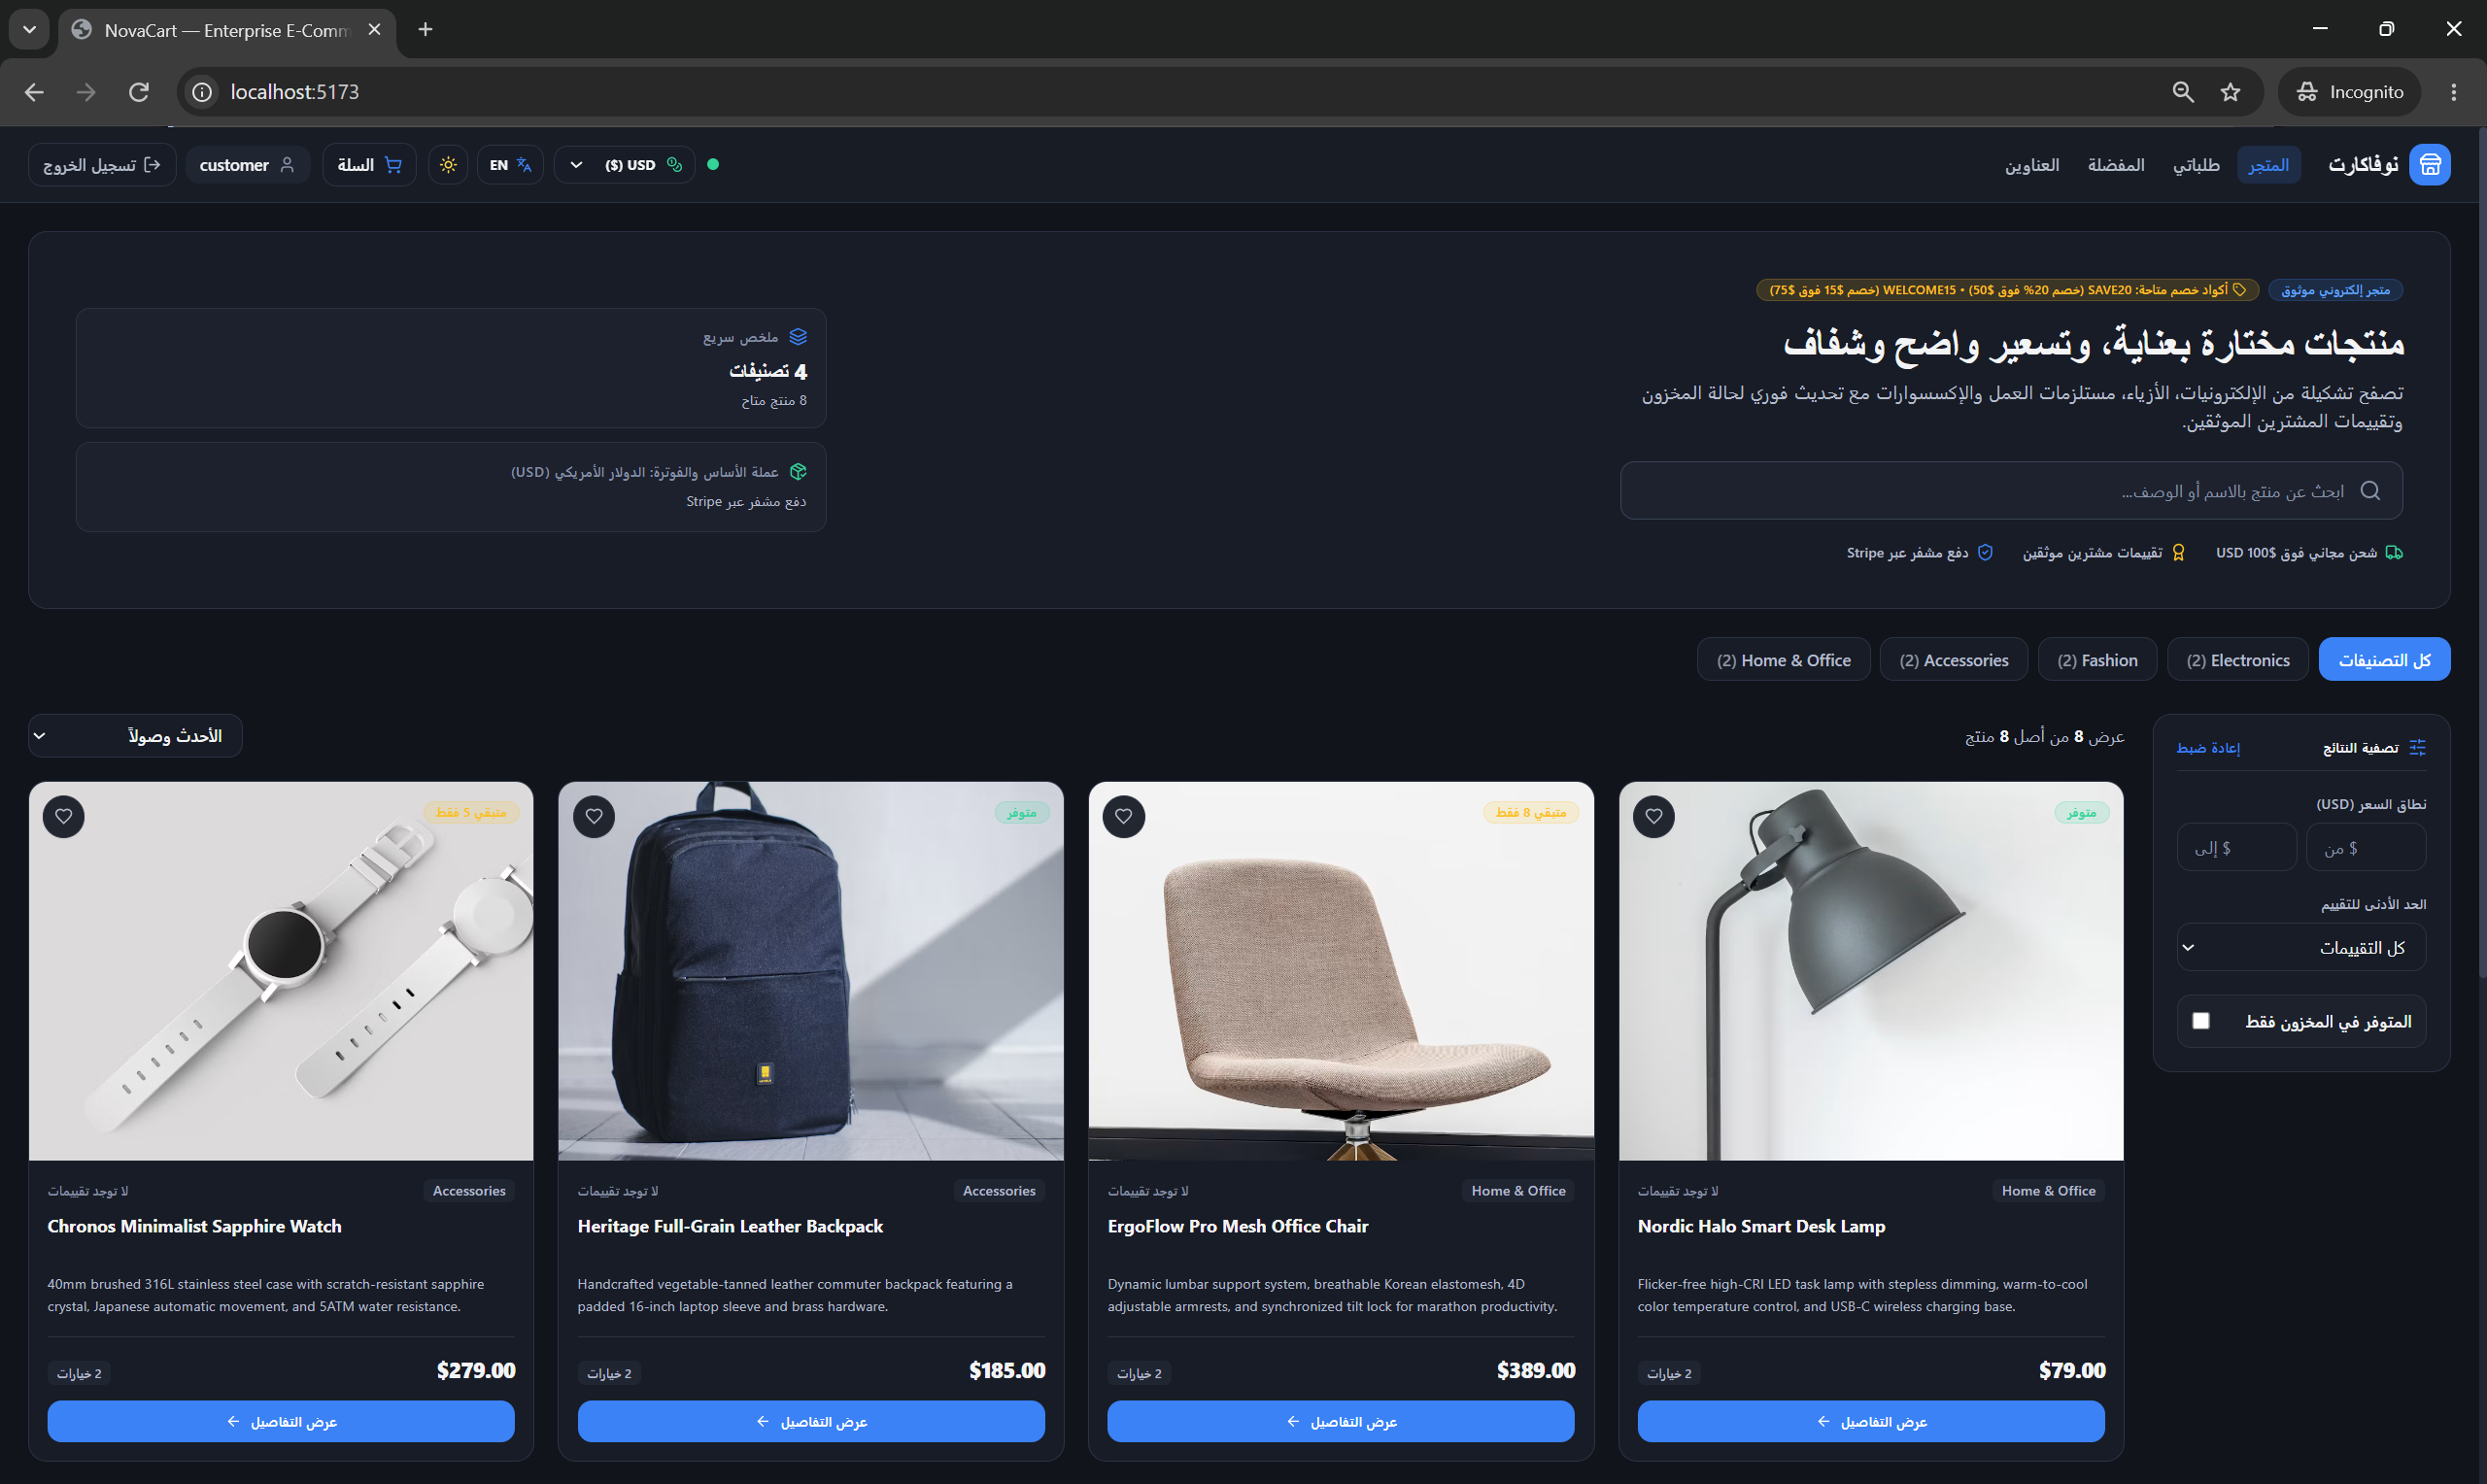 NovaCart — Enterprise E-Comm
localhost:5173
Incognito
نوفاكارت
المتجر
طلباتي
المفضلة
العناوين
($) USD
EN
السلة
customer
تسجيل الخروج
متجر إلكتروني موثوق
أكواد خصم متاحة: SAVE20 (خصم 20% فوق $50) • WELCOME15 (خصم $15 فوق $75)
منتجات مختارة بعناية، وتسعير واضح وشفاف
تصفح تشكيلة من الإلكترونيات، الأزياء، مستلزمات العمل والإكسسوارات مع تحديث فوري لحالة المخزون
وتقييمات المشترين الموثقين.
ابحث عن منتج بالاسم أو الوصف...
شحن مجاني فوق $100 USD
تقييمات مشترين موثقين
دفع مشفر عبر Stripe
ملخص سريع
4 تصنيفات
8 منتج متاح
عملة الأساس والفوترة: الدولار الأمريكي (USD)
دفع مشفر عبر Stripe
كل التصنيفات
Electronics (2)
Fashion (2)
Accessories (2)
Home & Office (2)
تصفية النتائج
إعادة ضبط
نطاق السعر (USD)
$ من
$ إلى
الحد الأدنى للتقييم
كل التقييمات
المتوفر في المخزون فقط
عرض 8 من أصل 8 منتج
الأحدث وصولاً
متوفر
Home & Office
لا توجد تقييمات
Nordic Halo Smart Desk Lamp
Flicker-free high-CRI LED task lamp with stepless dimming, warm-to-cool
color temperature control, and USB-C wireless charging base.
$79.00
2 خيارات
عرض التفاصيل
متبقي 8 فقط
Home & Office
لا توجد تقييمات
ErgoFlow Pro Mesh Office Chair
Dynamic lumbar support system, breathable Korean elastomesh, 4D
adjustable armrests, and synchronized tilt lock for marathon productivity.
$389.00
2 خيارات
عرض التفاصيل
متوفر
Accessories
لا توجد تقييمات
Heritage Full-Grain Leather Backpack
Handcrafted vegetable-tanned leather commuter backpack featuring a
padded 16-inch laptop sleeve and brass hardware.
$185.00
2 خيارات
عرض التفاصيل
متبقي 5 فقط
Accessories
لا توجد تقييمات
Chronos Minimalist Sapphire Watch
40mm brushed 316L stainless steel case with scratch-resistant sapphire
crystal, Japanese automatic movement, and 5ATM water resistance.
$279.00
2 خيارات
عرض التفاصيل